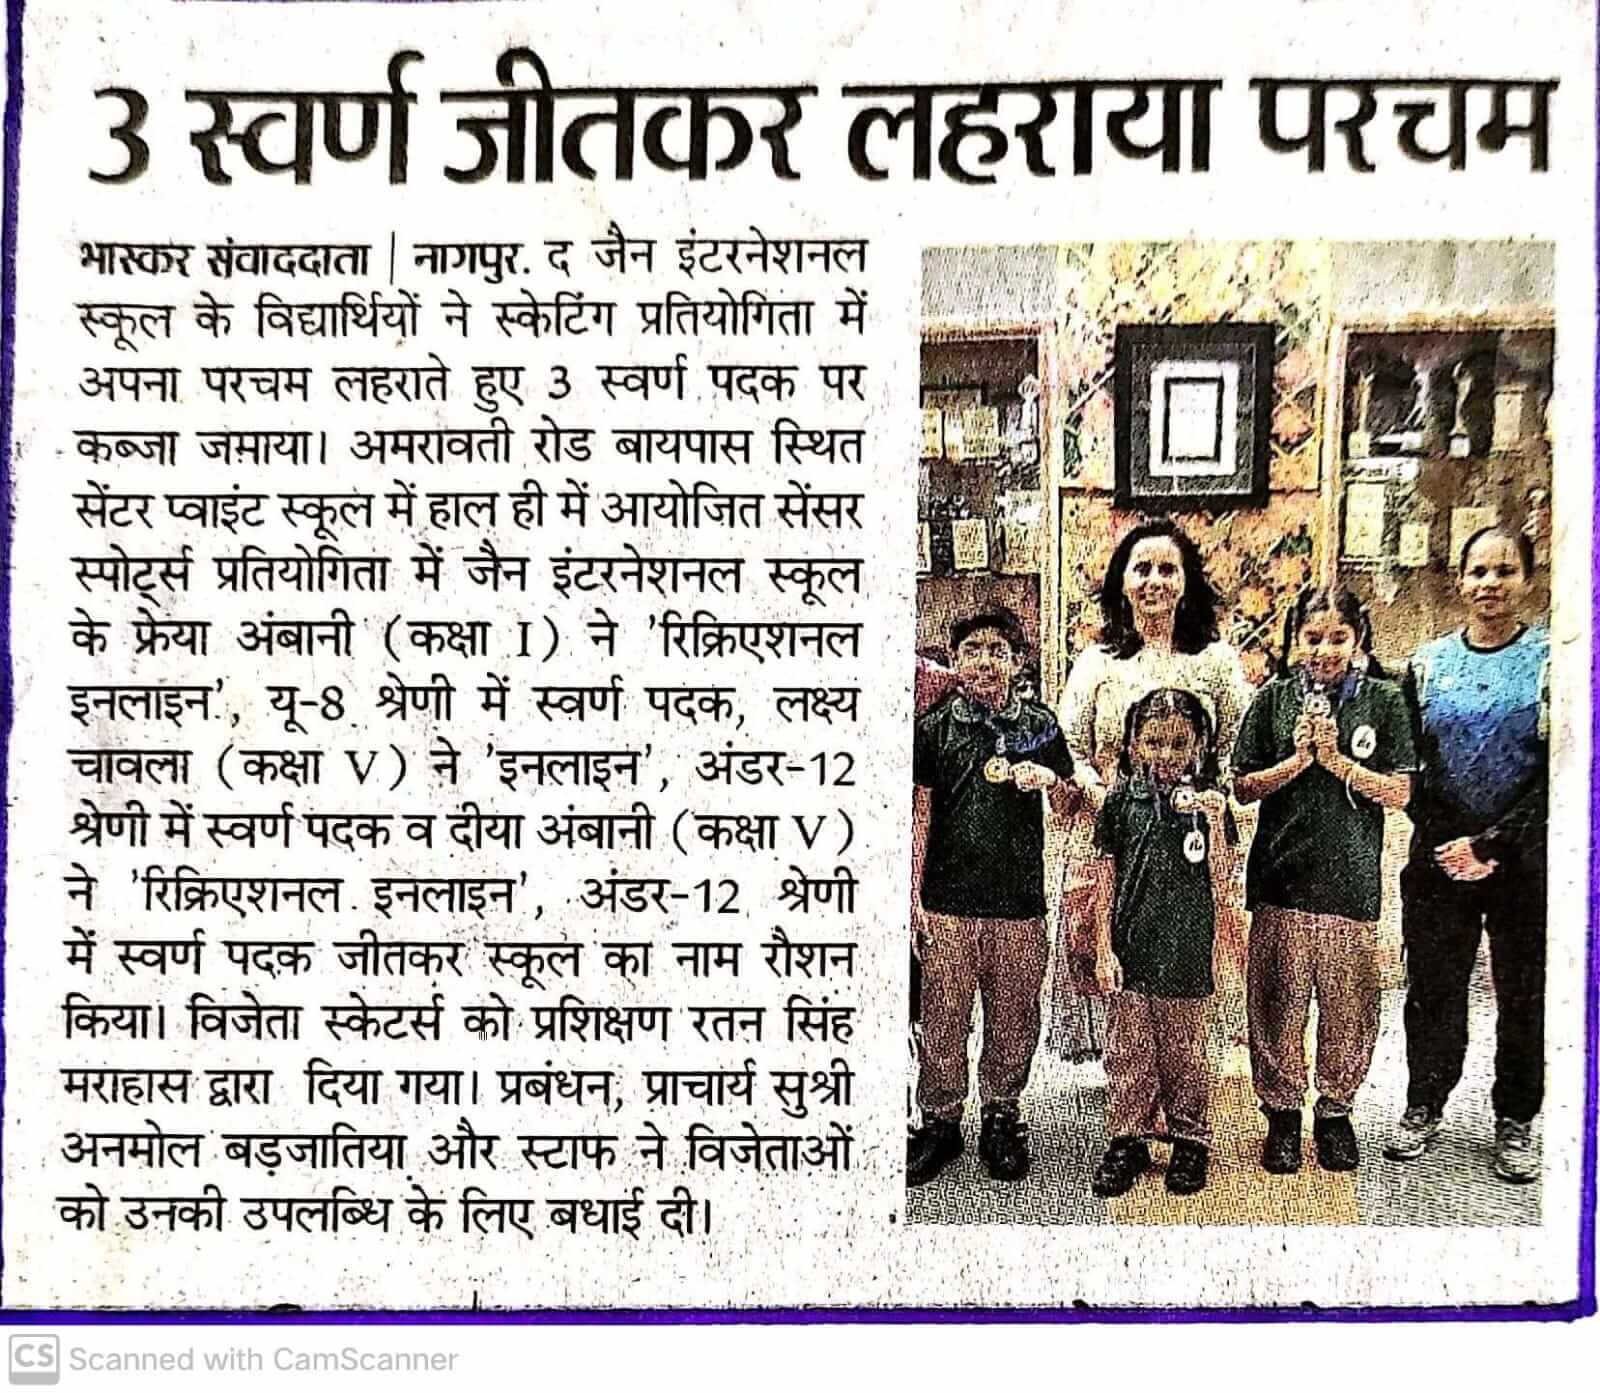 3 स्वर्ण जीतकर लहराया परचम
भास्कर संवाददाता | नागपुर. द जैन इंटरनेशनल
स्कूल के विद्यार्थियों ने स्केटिंग प्रतियोगिता में
अपना परचम लहराते हुए 3 स्वर्ण पदक पर
कब्जा जमाया। अमरावती रोड बायपास स्थित
सेंटर प्वाइंट स्कूल में हाल ही में आयोजित सेंसर
स्पोर्ट्स प्रतियोगिता में जैन इंटरनेशनल स्कूल
के फ्रेया अंबानी (कक्षा I) ने 'रिक्रिएशनल
इनलाइन', यू-8 श्रेणी में स्वर्ण पदक, लक्ष्य
चावला (कक्षा V) ने 'इनलाइन', अंडर-12
श्रेणी में स्वर्ण पदक व दीया अंबानी (कक्षा V)
ने 'रिक्रिएशनल इनलाइन', अंडर-12 श्रेणी
में स्वर्ण पदक जीतकर स्कूल का नाम रौशन
किया। विजेता स्केटर्स को प्रशिक्षण रतन सिंह
मराहास द्वारा दिया गया। प्रबंधन, प्राचार्य सुश्री
अनमोल बड़जातिया और स्टाफ ने विजेताओं
को उनकी उपलब्धि के लिए बधाई दी।
CS Scanned with CamScanner